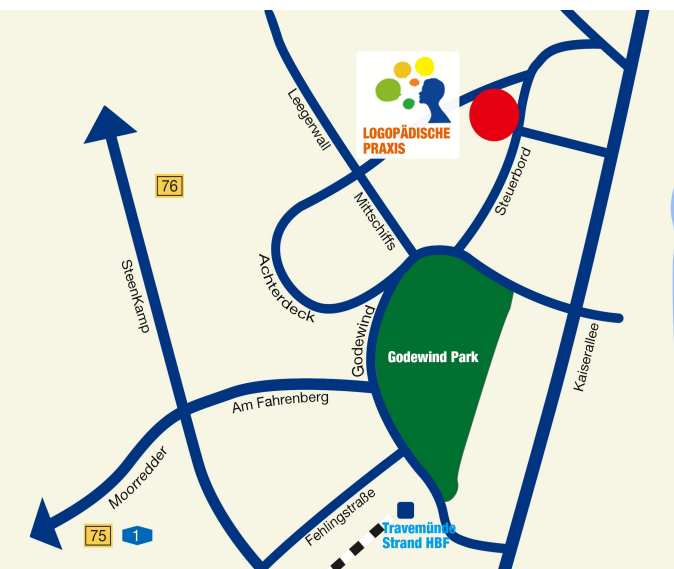 Leegerwall
LOGOPÄDISCHE
PRAXIS
76
Steuerbord
Mittschiffs
Achterdeck
SteenKamp
Godewind
Godewind Park
Kaiserallee
Am Fahrenberg
Moorredder
Fehlingstraße
75
1
Travemünde
Strand HBF